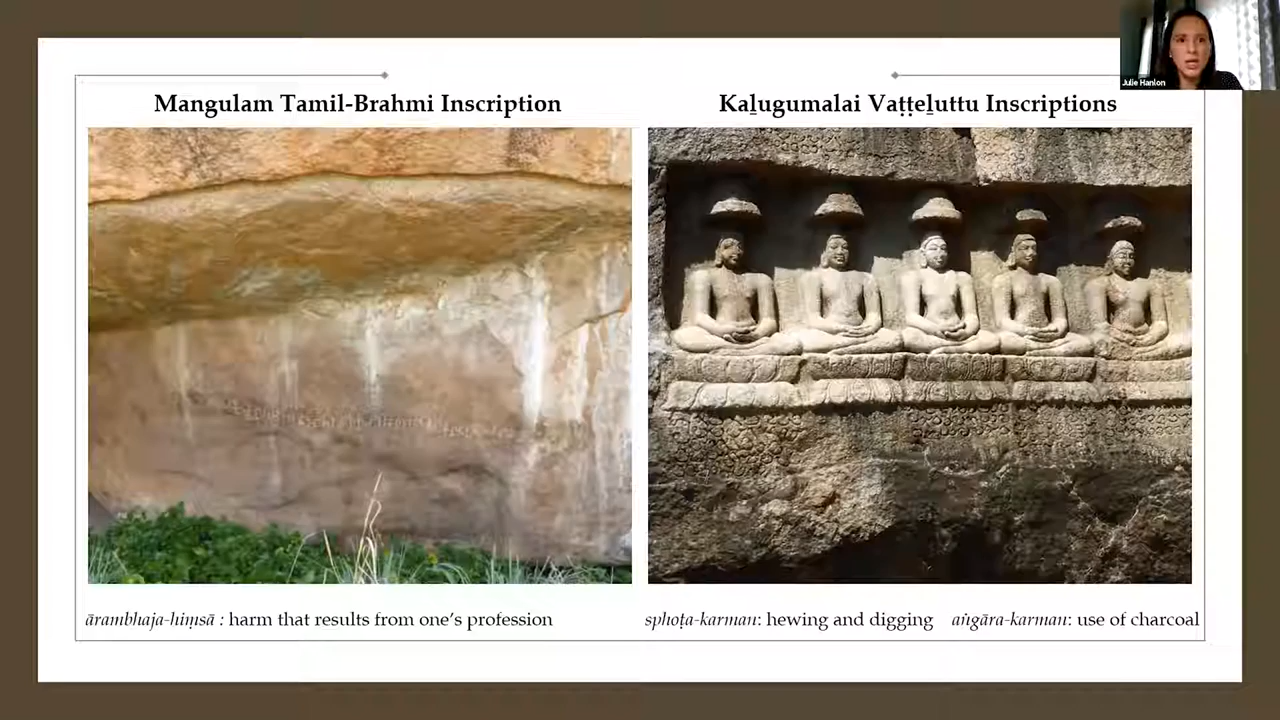 Julie Hanlon
Mangulam Tamil-Brahmi Inscription
Kaḻugumalai Vaṭṭeḻuttu Inscriptions
ārambhaja-hiṃsā : harm that results from one’s profession
sphoṭa-karman: hewing and digging aṅgāra-karman: use of charcoal